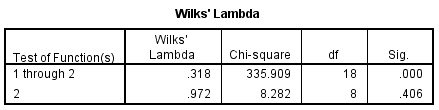 Wilks' Lambda
Test of Function(s) Wilks' Lambda Chi-square df Sig.
1 through 2 .318 335.909 18 .000
2 .972 8.282 8 .406